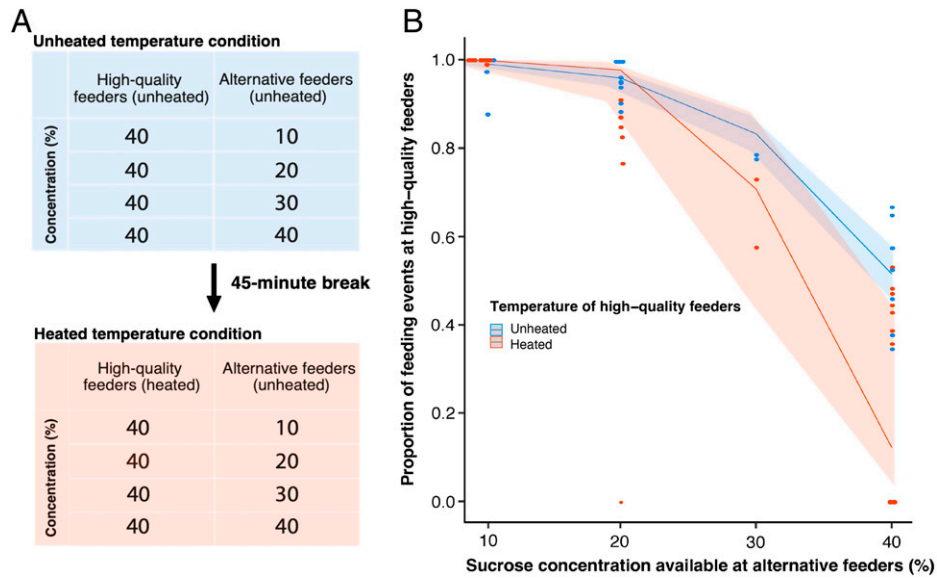 A
Unheated temperature condition
High-quality
feeders (unheated)
Alternative feeders
(unheated)
Concentration (%)
40 10
40 20
40 30
40 40
45-minute break
Heated temperature condition
High-quality
feeders (heated)
Alternative feeders
(unheated)
Concentration (%)
40 10
40 20
40 30
40 40
B
Proportion of feeding events at high–quality feeders
1.0
0.8
0.6
0.4
0.2
0.0
Temperature of high–quality feeders
Unheated
Heated
10 20 30 40
Sucrose concentration available at alternative feeders (%)